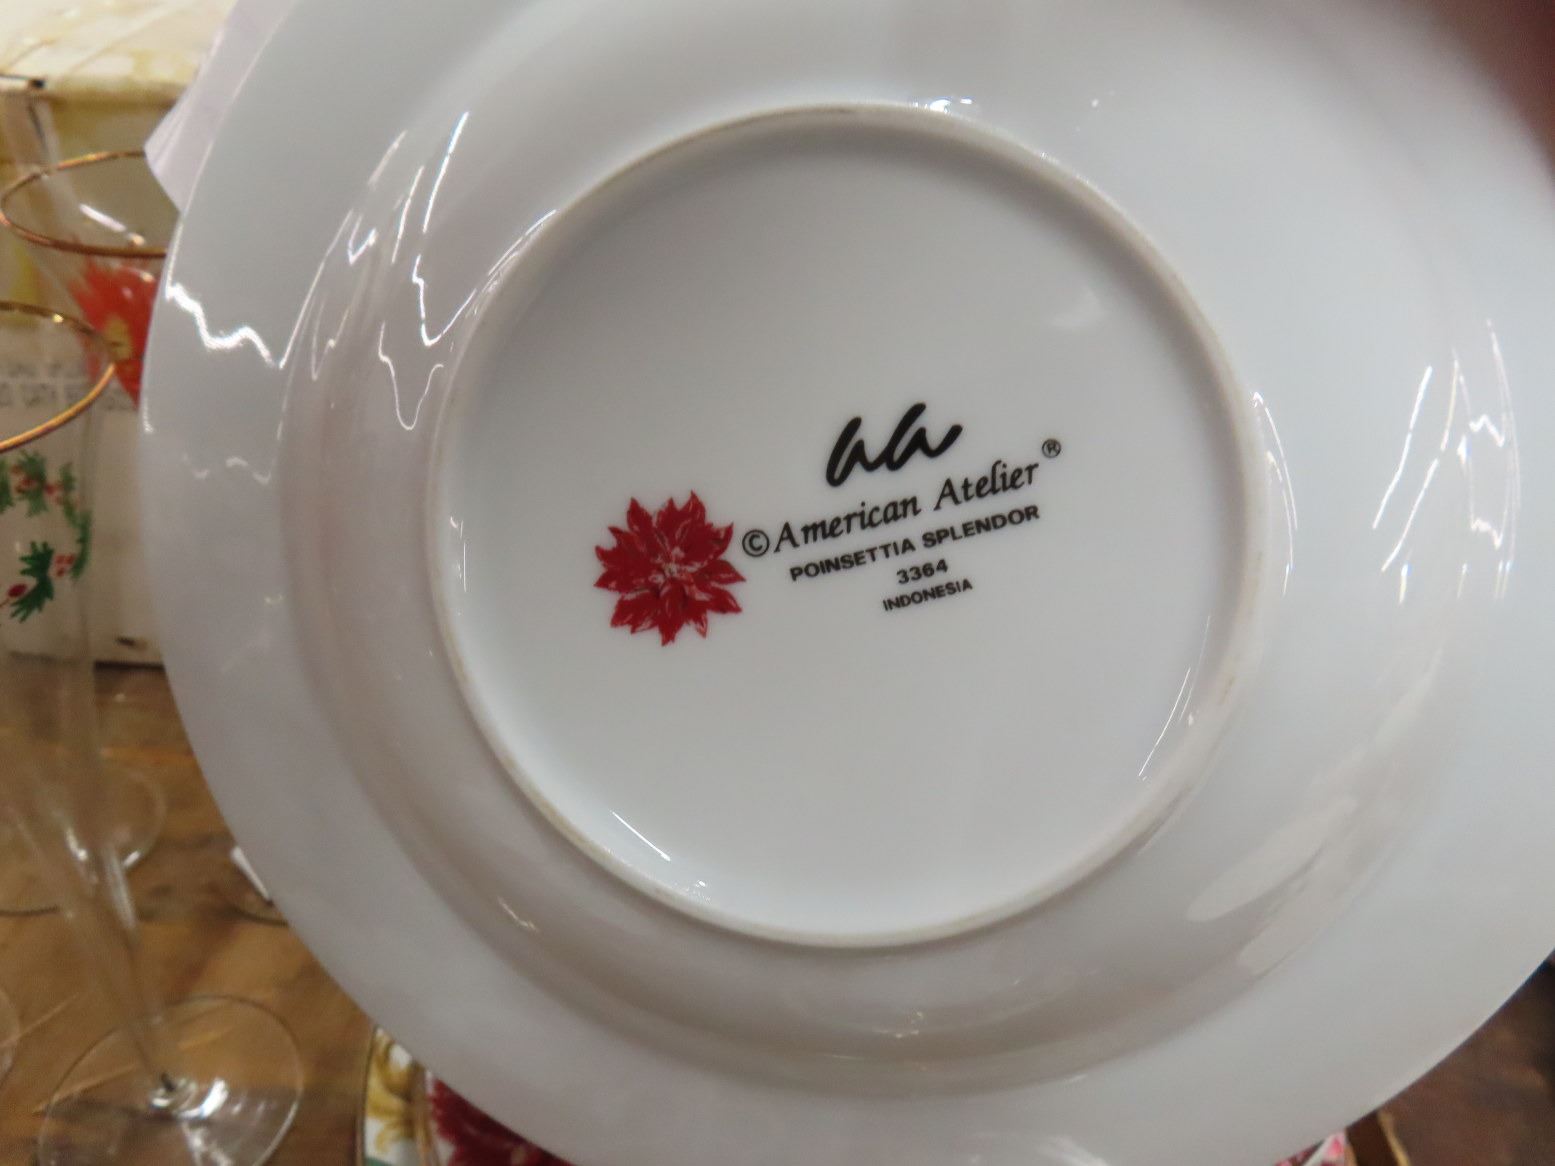 aa
©American Atelier®
POINSETTIA SPLENDOR
3364
INDONESIA